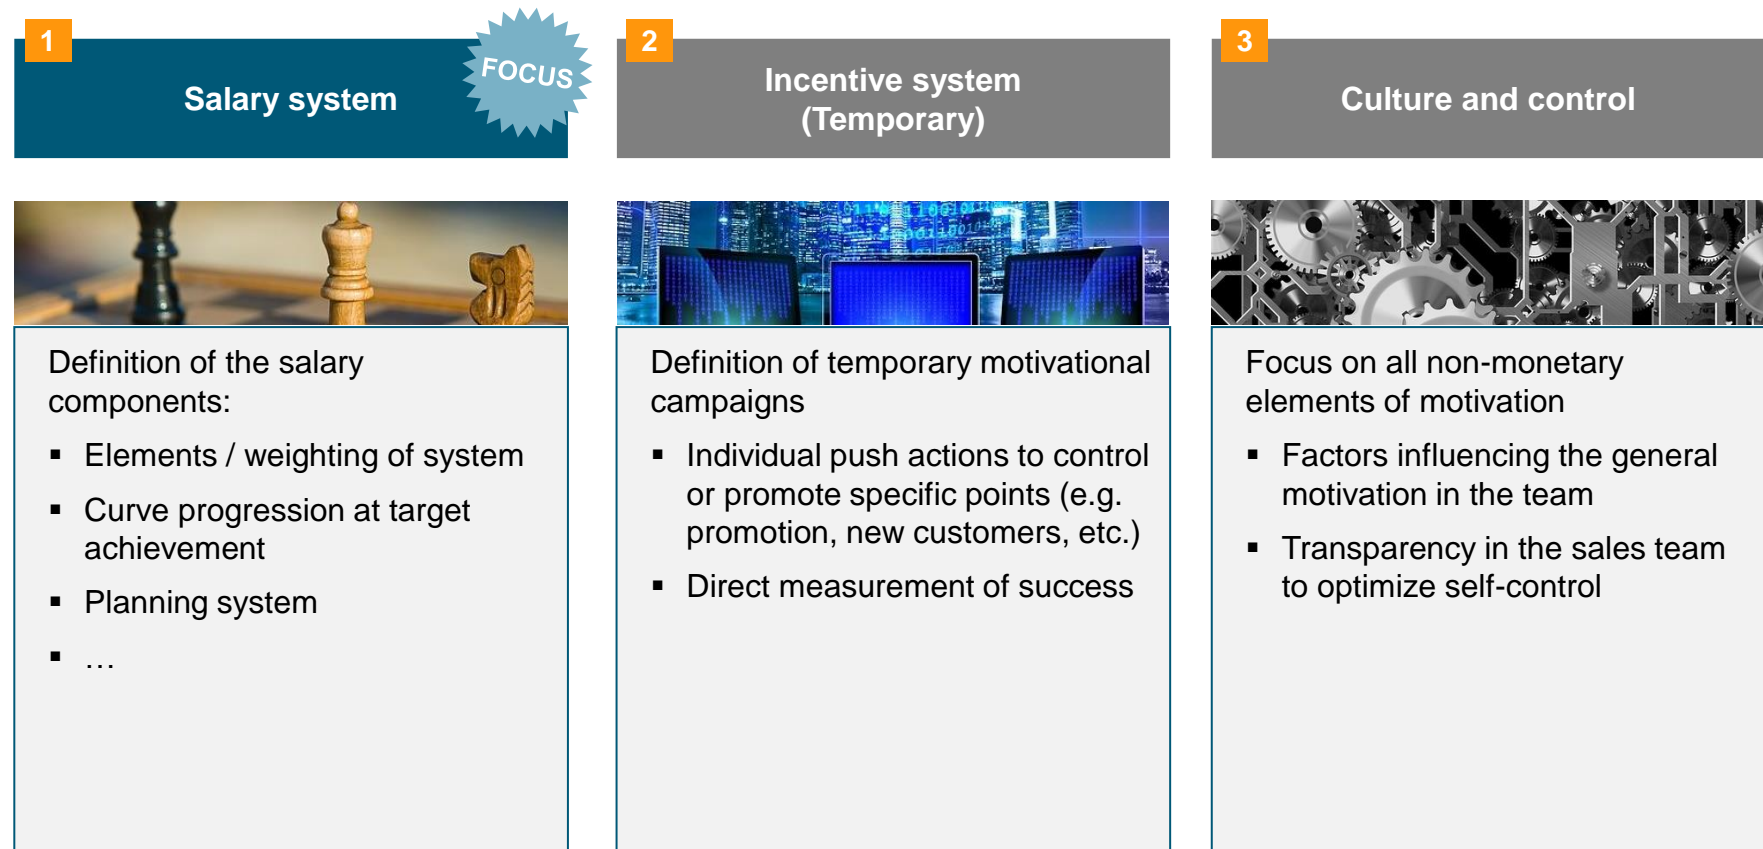 1
Salary system
FOCUS
Definition of the salary
components:
▪ Elements / weighting of system
▪ Curve progression at target
achievement
▪ Planning system
▪ …
2
Incentive system
(Temporary)
Definition of temporary motivational
campaigns
▪ Individual push actions to control
or promote specific points (e.g.
promotion, new customers, etc.)
▪ Direct measurement of success
3
Culture and control
Focus on all non-monetary
elements of motivation
▪ Factors influencing the general
motivation in the team
▪ Transparency in the sales team
to optimize self-control